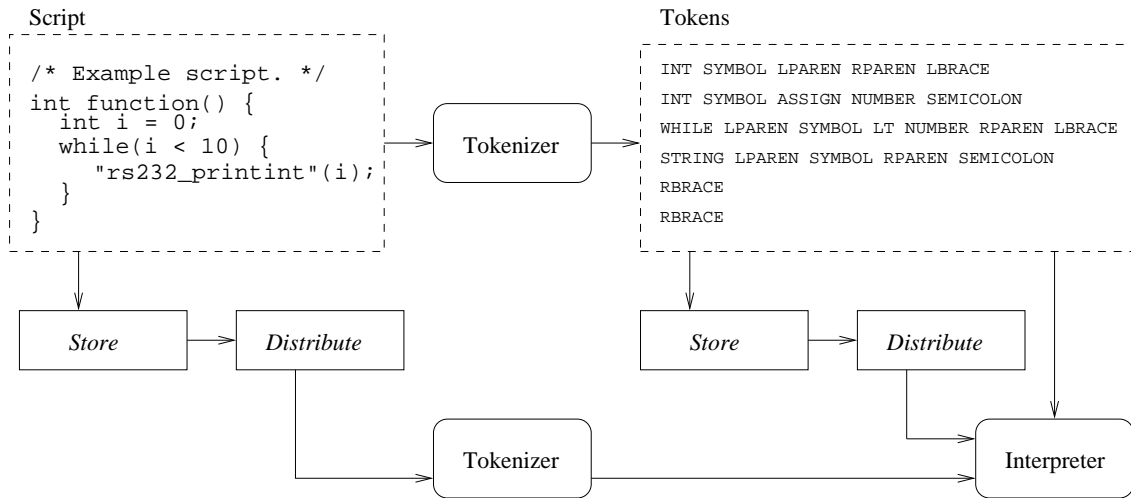 Script
/* Example script. */
int function() {
int i = 0;
while(i < 10) {
"rs232_printint"(i);
}
}
Tokenizer
Tokens
INT SYMBOL LPAREN RPAREN LBRACE
INT SYMBOL ASSIGN NUMBER SEMICOLON
WHILE LPAREN SYMBOL LT NUMBER RPAREN LBRACE
STRING LPAREN SYMBOL RPAREN SEMICOLON
RBRACE
RBRACE
Store
Distribute
Store
Distribute
Tokenizer
Interpreter